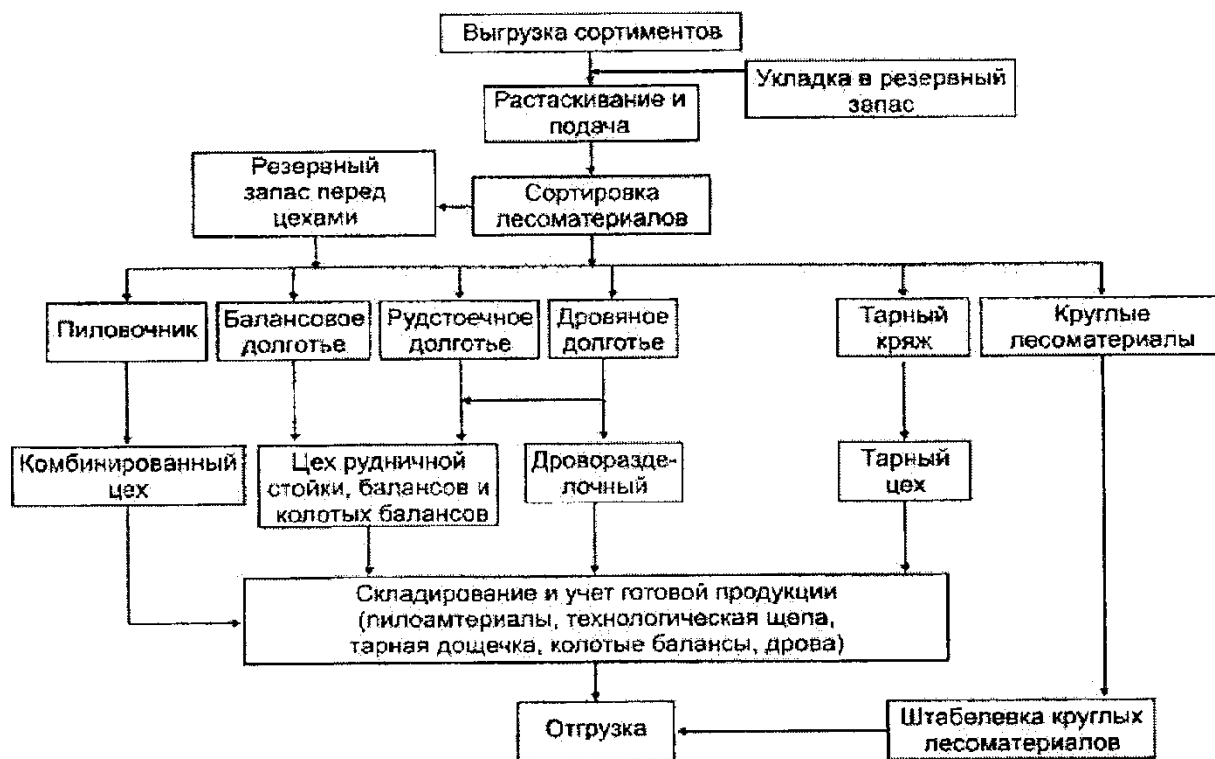 Выгрузка сортиментов
Укладка в резервный
запас
Растаскивание и
подача
Резервный
запас перед
цехами
Сортировка
лесоматериалов
Пиловочник
Балансовое
долготье
Рудстоечное
долготье
Дровяное
долготье
Тарный
кряж
Круглые
лесоматериалы
Комбинированный
цех
Цех рудничной
стойки, балансов и
колотых балансов
Дроворазде-
лочный
Тарный
цех
Складирование и учет готовой продукции
(пилоамтериалы, технологическая щепа,
тарная дощечка, колотые балансы, дрова)
Отгрузка
Штабелевка круглых
лесоматериалов